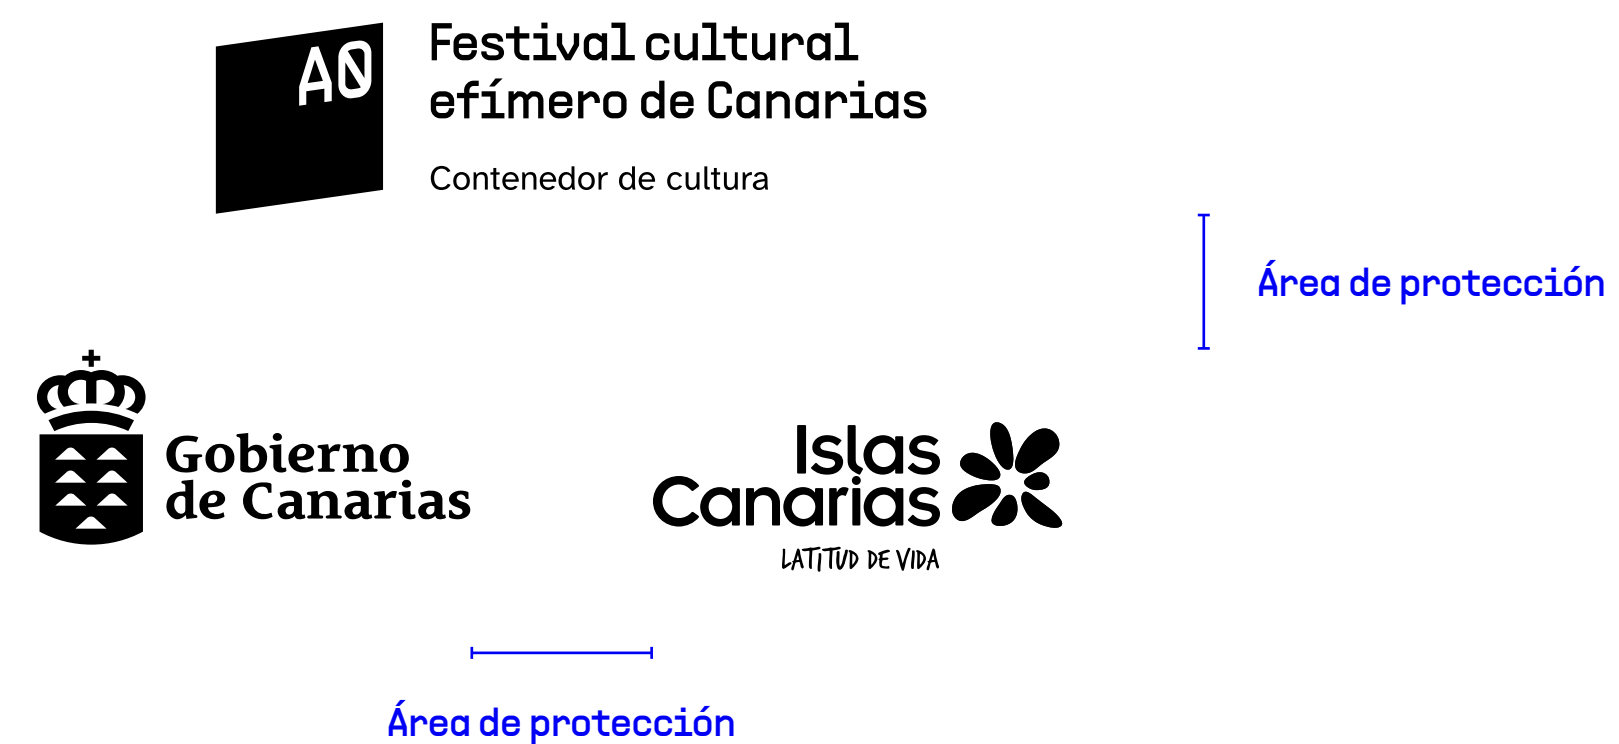 A0
Festival cultural
efímero de Canarias
Contenedor de cultura
Área de protección
Gobierno
de Canarias
Islas
Canarias
LATITUD DE VIDA
Área de protección